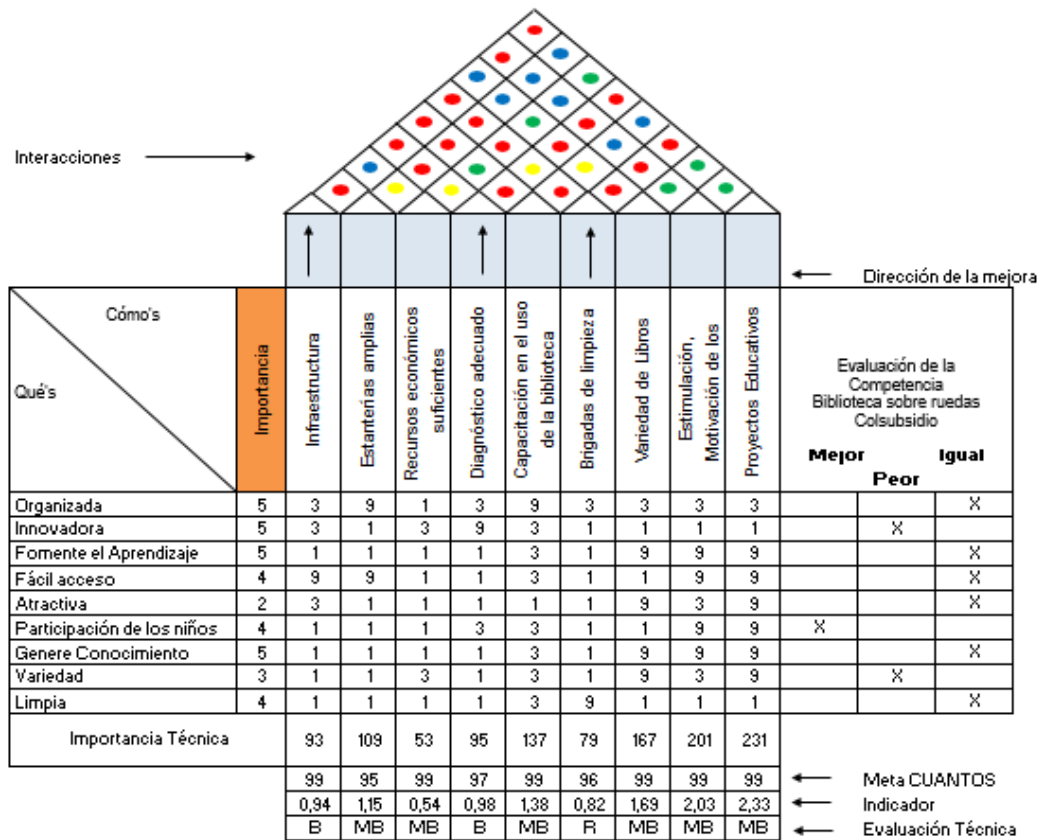 Interacciones
Dirección de la mejora
Cómo's
Qué's
Importancia
Infraestructura
Estanterías amplias
Recursos económicos
suficientes
Diagnóstico adecuado
Capacitación en el uso
de la biblioteca
Brigadas de limpieza
Variedad de Libros
Estimulación,
Motivación de los
Proyectos Educativos
Evaluación de la
Competencia
Biblioteca sobre ruedas
Colsubsidio
Mejor Igual
Peor
Organizada 5 3 9 1 3 9 3 3 3 3 X
Innovadora 5 3 1 3 9 3 1 1 1 1 X
Fomente el Aprendizaje 5 1 1 1 1 3 1 9 9 9 X
Fácil acceso 4 9 9 1 1 3 1 1 9 9 X
Atractiva 2 3 1 1 1 1 1 9 3 9 X
Participación de los niños 4 1 1 1 3 3 1 1 9 9 X
Genere Conocimiento 5 1 1 1 1 3 1 9 9 9 X
Variedad 3 1 1 3 1 3 1 9 3 9 X
Limpia 4 1 1 1 1 3 9 1 1 1 X
Importancia Técnica 93 109 53 95 137 79 167 201 231
99 95 99 97 99 96 99 99 99 Meta CUANTOS
0,94 1,15 0,54 0,98 1,38 0,82 1,69 2,03 2,33 Indicador
B MB MB B MB R MB MB MB Evaluación Técnica